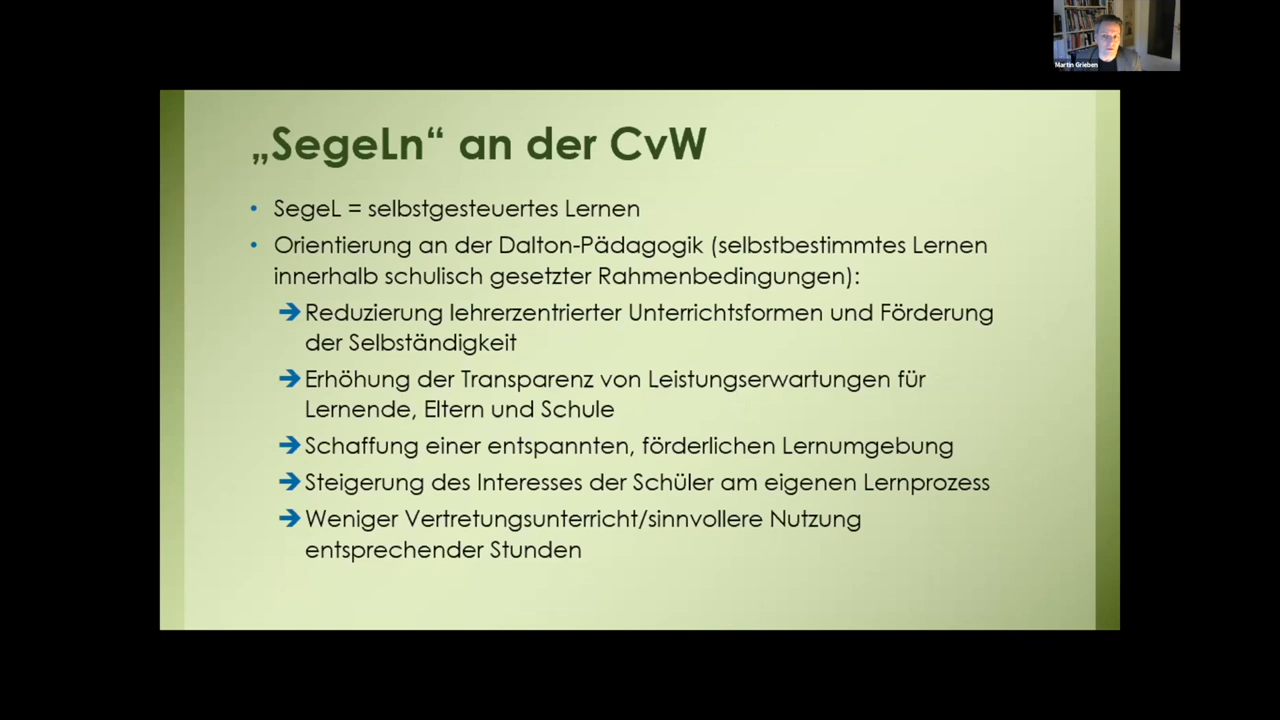 Martin Grieben
„SegeLn“ an der CvW
• SegeL = selbstgesteuertes Lernen
• Orientierung an der Dalton-Pädagogik (selbstbestimmtes Lernen
innerhalb schulisch gesetzter Rahmenbedingungen):
➔ Reduzierung lehrerzentrierter Unterrichtsformen und Förderung
der Selbständigkeit
➔ Erhöhung der Transparenz von Leistungserwartungen für
Lernende, Eltern und Schule
➔ Schaffung einer entspannten, förderlichen Lernumgebung
➔ Steigerung des Interesses der Schüler am eigenen Lernprozess
➔ Weniger Vertretungsunterricht/sinnvollere Nutzung
entsprechender Stunden